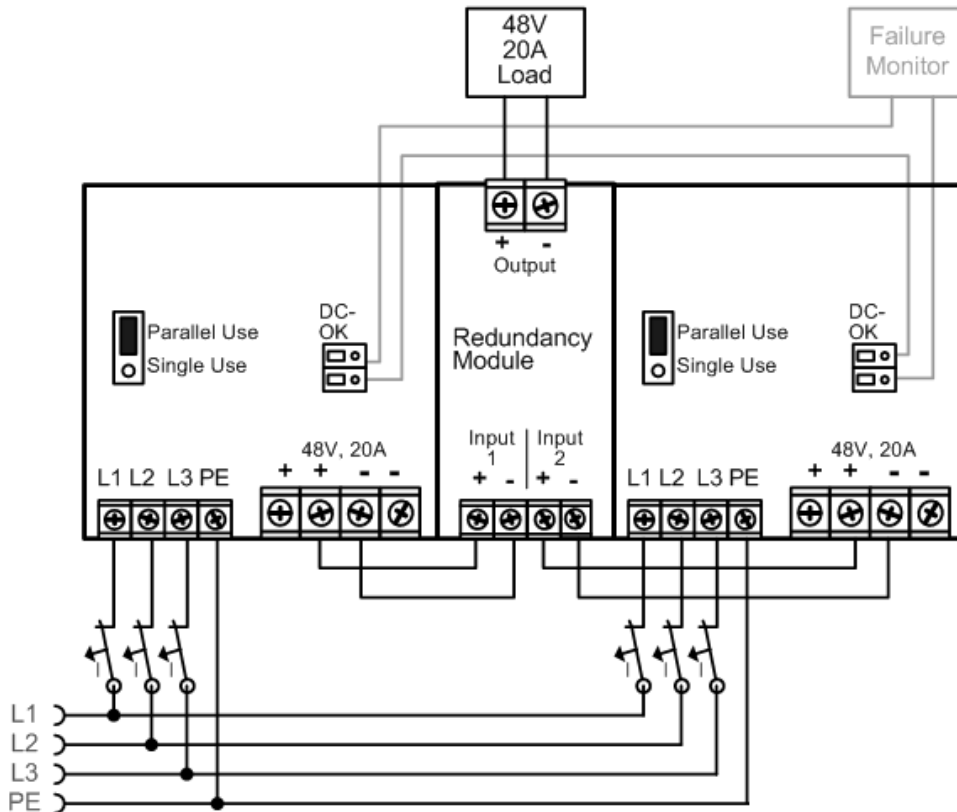 48V
20A
Load
Failure
Monitor
+ -
Output
Parallel Use
Single Use
DC-
OK
Redundancy
Module
Parallel Use
Single Use
DC-
OK
Input
1
Input
2
48V, 20A
+ + - -
L1 L2 L3 PE
+ - + -
48V, 20A
+ + - -
L1 L2 L3 PE
L1
L2
L3
PE